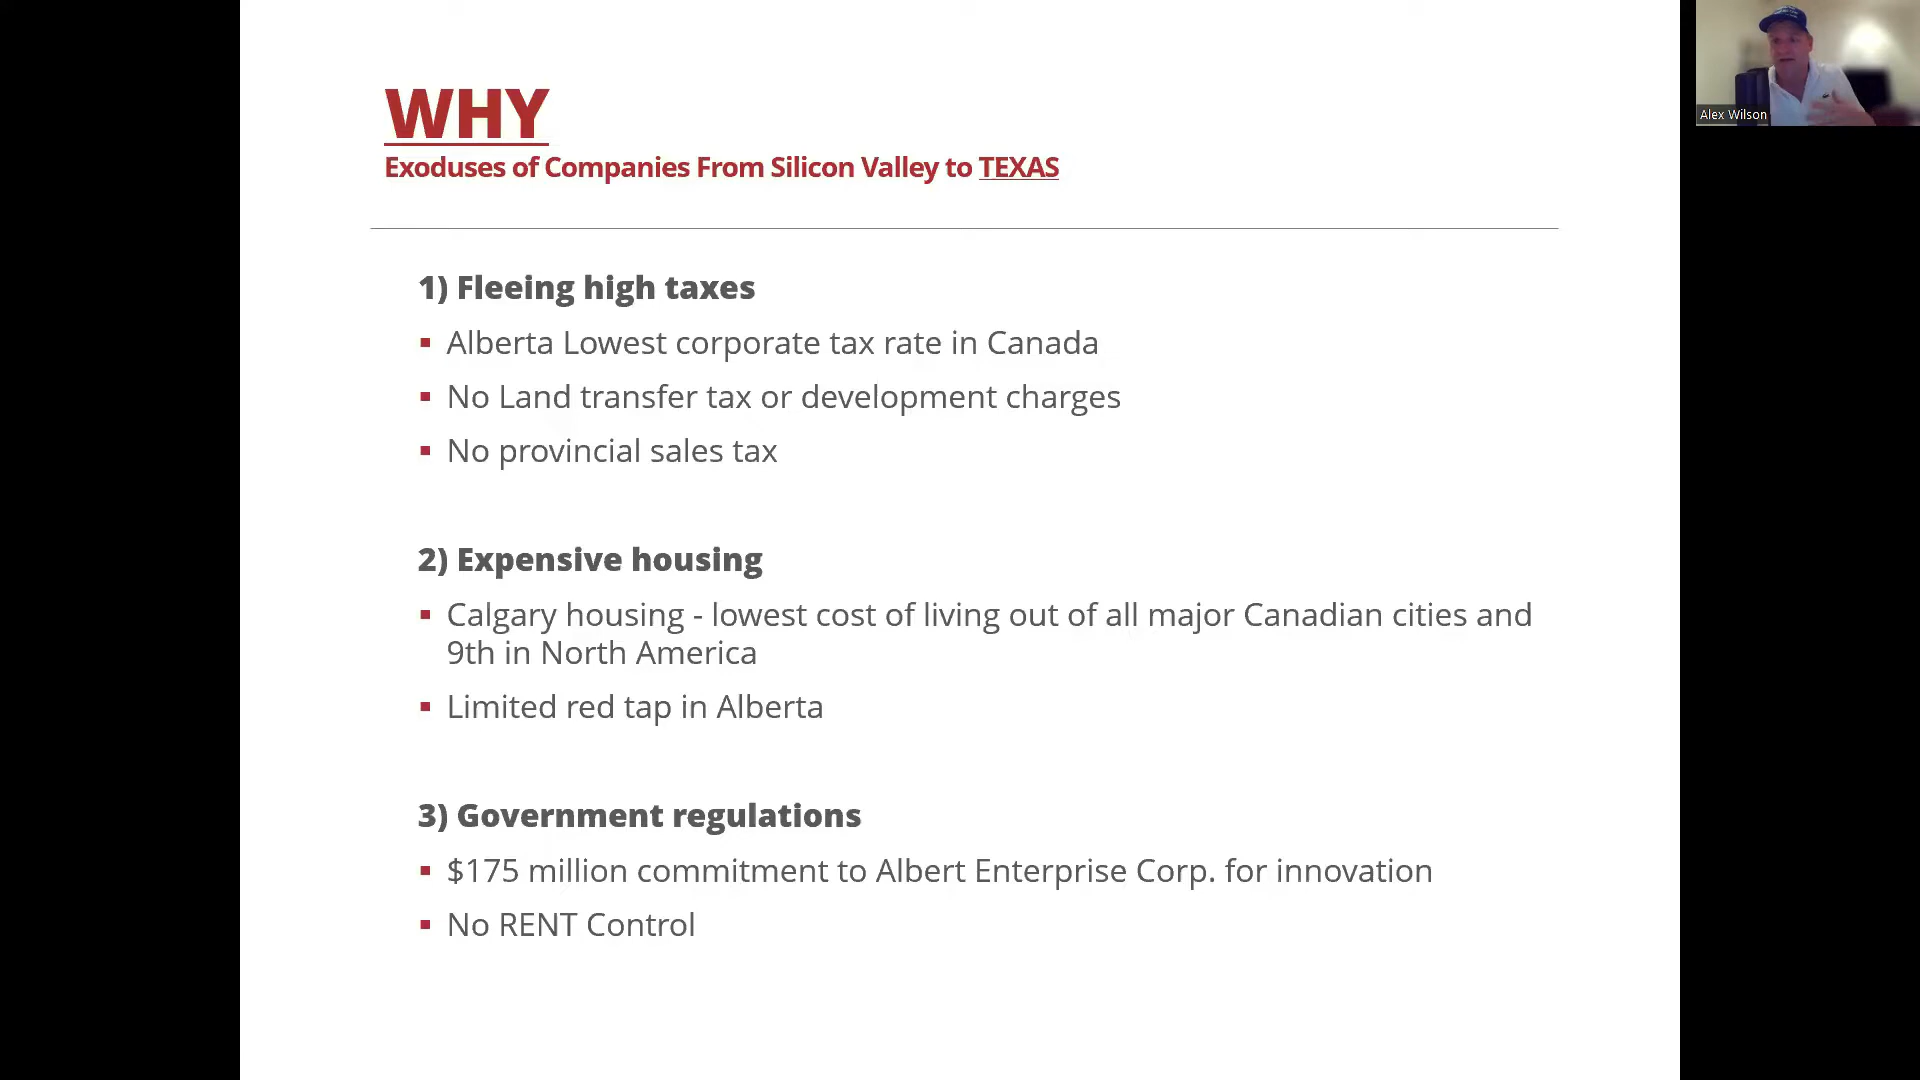 WHY
Exoduses of Companies From Silicon Valley to TEXAS
1) Fleeing high taxes
▪ Alberta Lowest corporate tax rate in Canada
▪ No Land transfer tax or development charges
▪ No provincial sales tax
2) Expensive housing
▪ Calgary housing - lowest cost of living out of all major Canadian cities and
9th in North America
▪ Limited red tap in Alberta
3) Government regulations
▪ $175 million commitment to Albert Enterprise Corp. for innovation
▪ No RENT Control
Alex Wilson